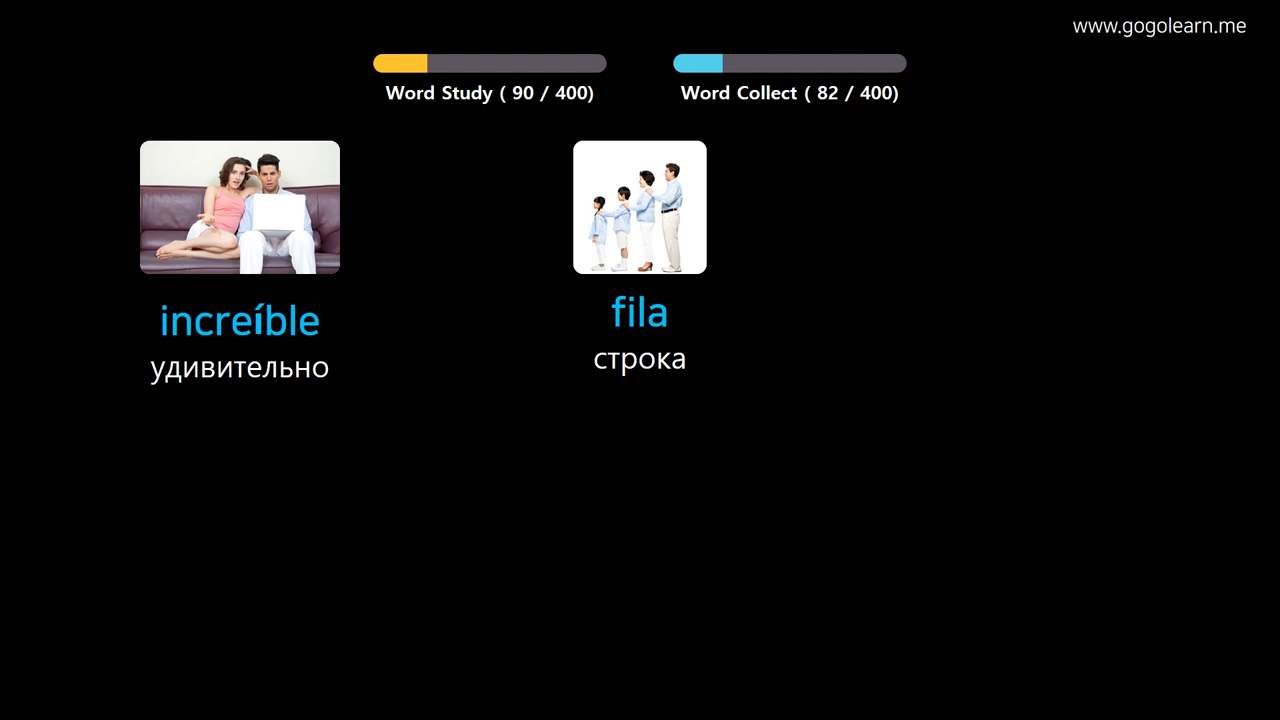 www.gogolearn.me
Word Study ( 90 / 400)
Word Collect ( 82 / 400)
increíble
удивительно
fila
строка